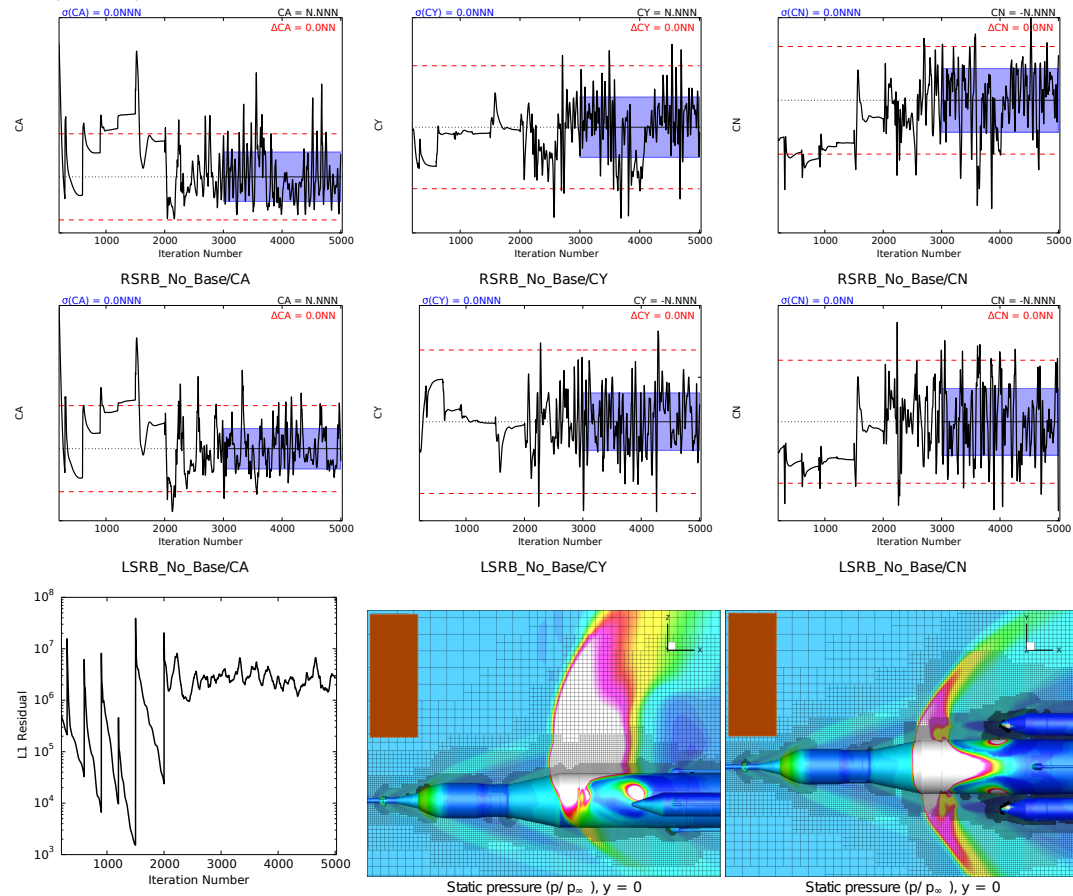 σ(CA) = 0.0NNN CA = N.NNN
ΔCA = 0.0NN
CA
1000 2000 3000 4000 5000
Iteration Number
RSRB_No_Base/CA
σ(CY) = 0.0NNN CY = N.NNN
ΔCY = 0.0NN
CY
1000 2000 3000 4000 5000
Iteration Number
RSRB_No_Base/CY
σ(CN) = 0.0NNN CN = -N.NNN
ΔCN = 0.0NN
CN
1000 2000 3000 4000 5000
Iteration Number
RSRB_No_Base/CN
σ(CA) = 0.0NNN CA = N.NNN
ΔCA = 0.0NN
CA
1000 2000 3000 4000 5000
Iteration Number
LSRB_No_Base/CA
σ(CY) = 0.0NNN CY = -N.NNN
ΔCY = 0.0NN
CY
1000 2000 3000 4000 5000
Iteration Number
LSRB_No_Base/CY
σ(CN) = 0.0NN CN = -N.NNN
ΔCN = 0.0NN
CN
1000 2000 3000 4000 5000
Iteration Number
LSRB_No_Base/CN
10⁸
10⁷
10⁶
10⁵
10⁴
10³
L1 Residual
1000 2000 3000 4000 5000
Iteration Number
Z
X
Static pressure (p/p∞), y = 0
Y
X
Static pressure (p/p∞), y = 0